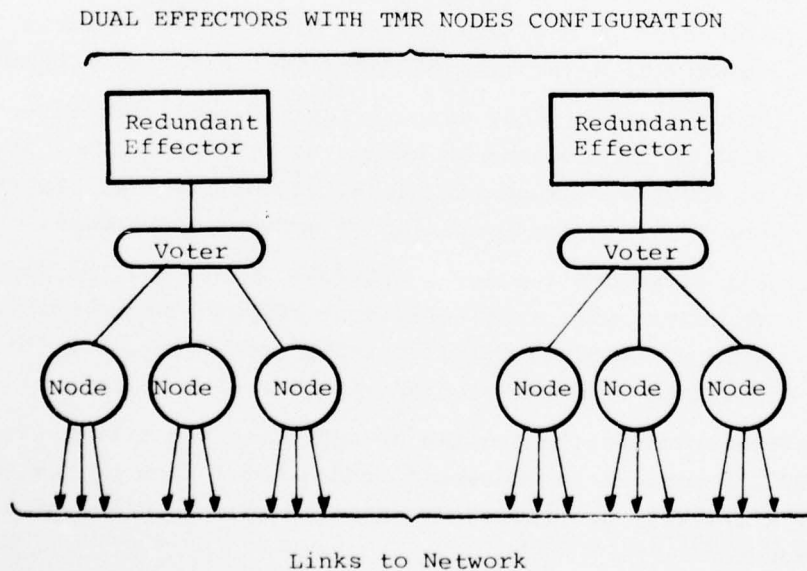 DUAL EFFECTORS WITH TMR NODES CONFIGURATION
Redundant
Effector
Redundant
Effector
Voter
Voter
Node Node Node Node Node Node
Links to Network